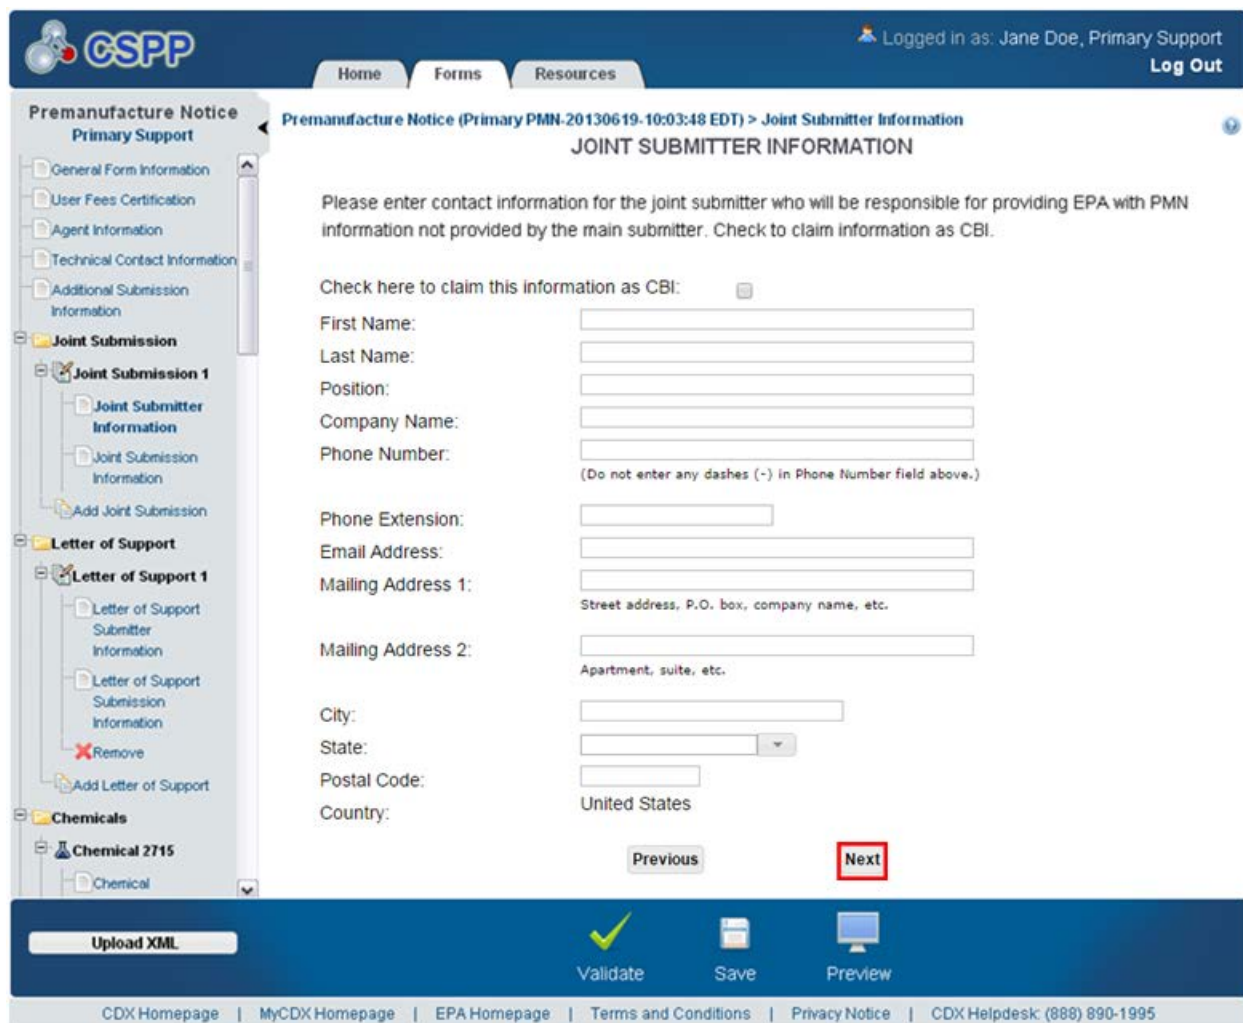 CSPP
Logged in as: Jane Doe, Primary Support
Log Out
Home
Forms
Resources
Premanufacture Notice
Primary Support
General Form Information
User Fees Certification
Agent Information
Technical Contact Information
Additional Submission
Information
Joint Submission
Joint Submission 1
Joint Submitter
Information
Joint Submission
Information
Add Joint Submission
Letter of Support
Letter of Support 1
Letter of Support
Submitter
Information
Letter of Support
Submission
Information
Remove
Add Letter of Support
Chemicals
Chemical 2715
Chemical
Premanufacture Notice (Primary PMN-20130619-10:03:48 EDT) > Joint Submitter Information
JOINT SUBMITTER INFORMATION
Please enter contact information for the joint submitter who will be responsible for providing EPA with PMN
information not provided by the main submitter. Check to claim information as CBI.
Check here to claim this information as CBI:
First Name:
Last Name:
Position:
Company Name:
Phone Number:
(Do not enter any dashes (-) in Phone Number field above.)
Phone Extension:
Email Address:
Mailing Address 1:
Street address, P.O. box, company name, etc.
Mailing Address 2:
Apartment, suite, etc.
City:
State:
Postal Code:
Country: United States
Previous
Next
Upload XML
Validate
Save
Preview
CDX Homepage | MyCDX Homepage | EPA Homepage | Terms and Conditions | Privacy Notice | CDX Helpdesk: (888) 890-1995